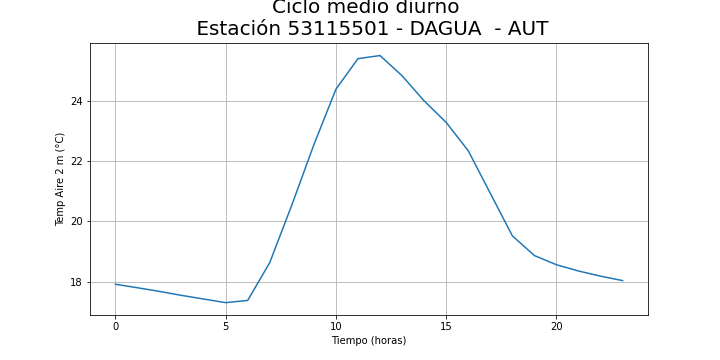 Ciclo medio diurno
Estación 53115501 - DAGUA  - AUT
24
22
20
18
Temp Aire 2 m (°C)
0 5 10 15 20
Tiempo (horas)